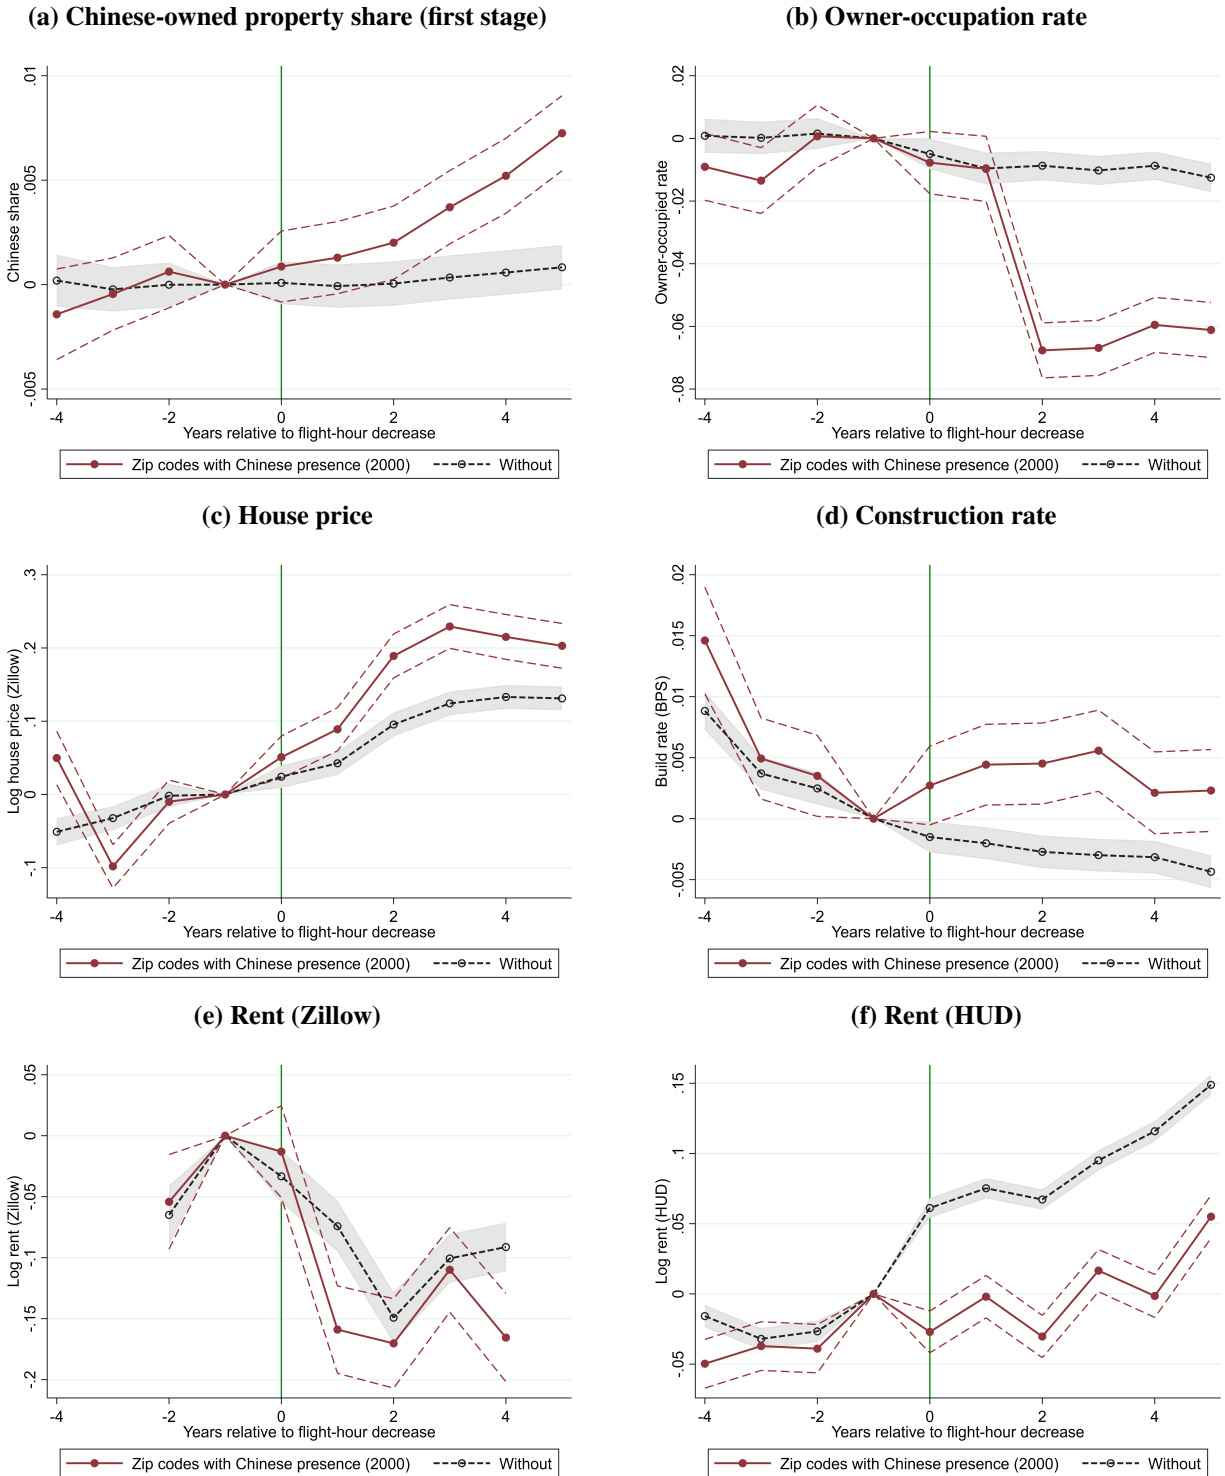 (a) Chinese-owned property share (first stage)
Chinese share
.01
.005
0
-.005
-4 -2 0 2 4
Years relative to flight-hour decrease
Zip codes with Chinese presence (2000) Without
(b) Owner-occupation rate
Owner-occupied rate
.02
0
-.02
-.04
-.06
-.08
-4 -2 0 2 4
Years relative to flight-hour decrease
Zip codes with Chinese presence (2000) Without
(c) House price
Log house price (Zillow)
.3
.2
.1
0
-.1
-4 -2 0 2 4
Years relative to flight-hour decrease
Zip codes with Chinese presence (2000) Without
(d) Construction rate
Build rate (BPS)
.02
.015
.01
.005
0
-.005
-4 -2 0 2 4
Years relative to flight-hour decrease
Zip codes with Chinese presence (2000) Without
(e) Rent (Zillow)
Log rent (Zillow)
.05
0
-.05
-.1
-.15
-.2
-4 -2 0 2 4
Years relative to flight-hour decrease
Zip codes with Chinese presence (2000) Without
(f) Rent (HUD)
Log rent (HUD)
.15
.1
.05
0
-.05
-4 -2 0 2 4
Years relative to flight-hour decrease
Zip codes with Chinese presence (2000) Without